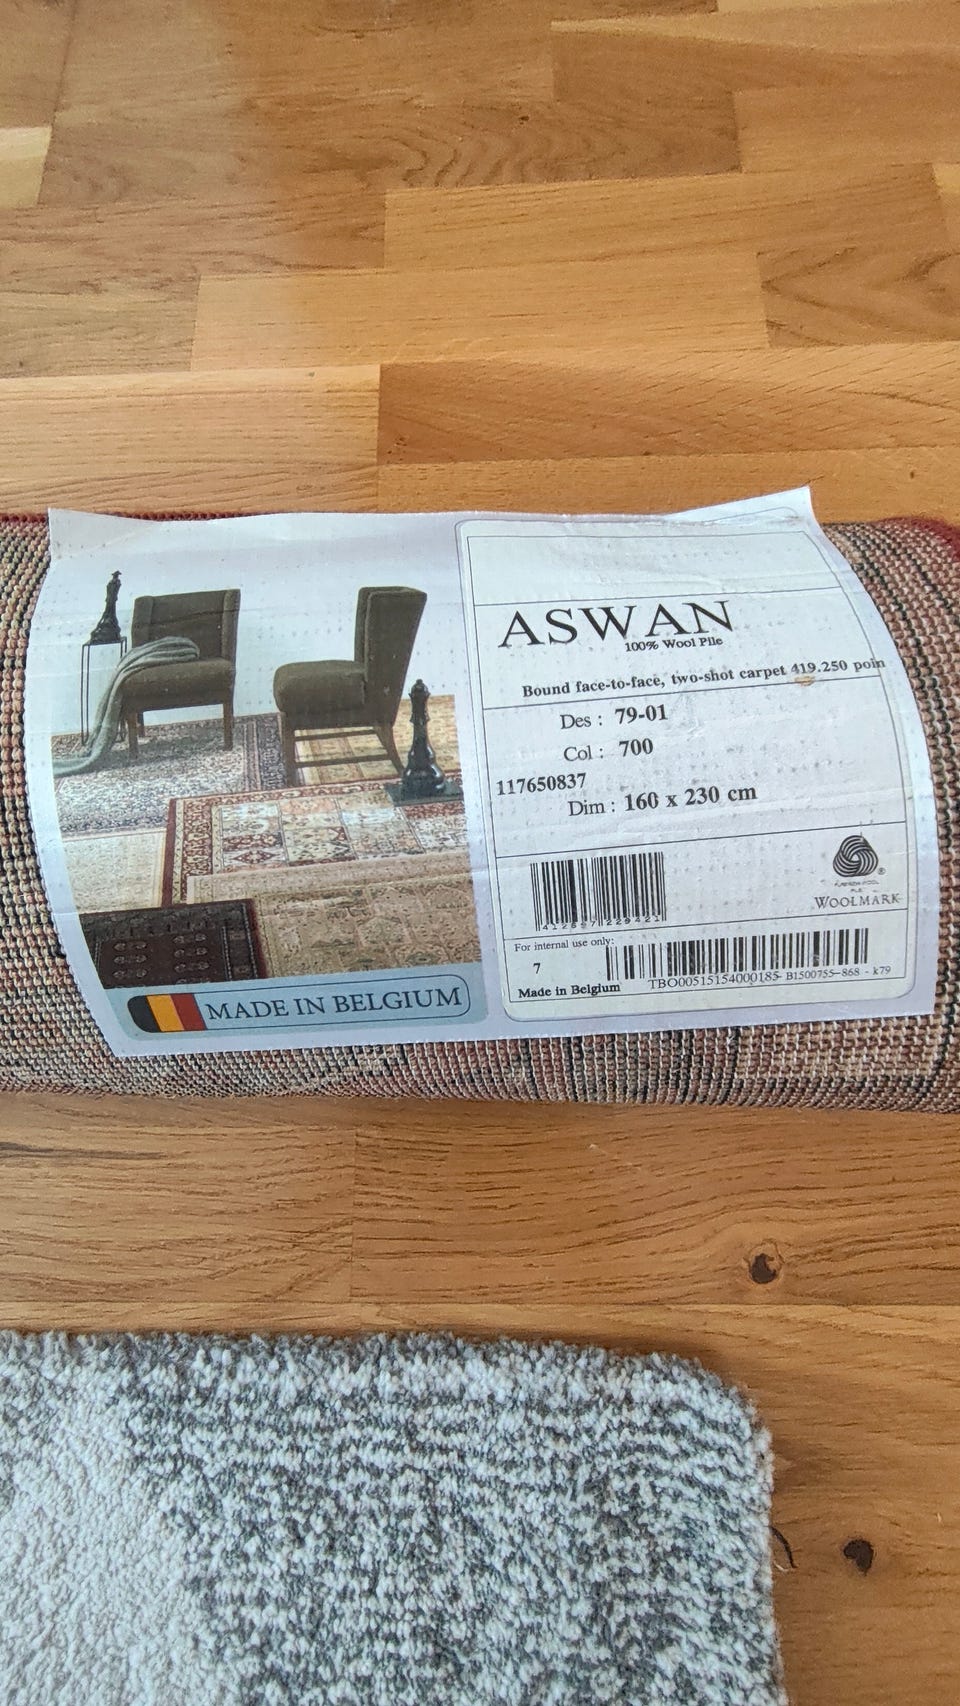 ASWAN
100% Wool Pile
Bound face-to-face, two-shot carpet 419.250 poin
Des : 79-01
Col : 700
117650837
Dim : 160 x 230 cm
®
WOOLMARK
For internal use only:
7
Made in Belgium
TBO00515154000185- B1500755-868 - k79
MADE IN BELGIUM